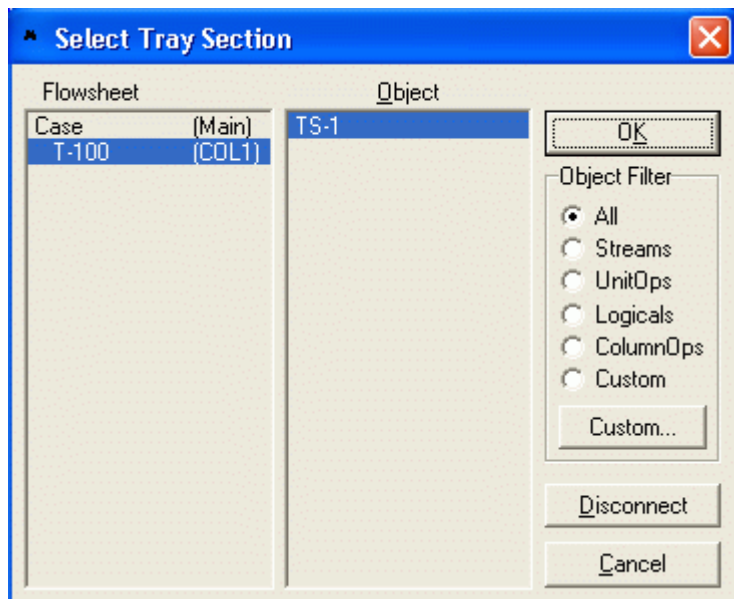 Select Tray Section
Flowsheet
Object
Case (Main)
T-100 (COL1)
TS-1
OK
Object Filter
All
Streams
UnitOps
Logicals
ColumnOps
Custom
Custom...
Disconnect
Cancel